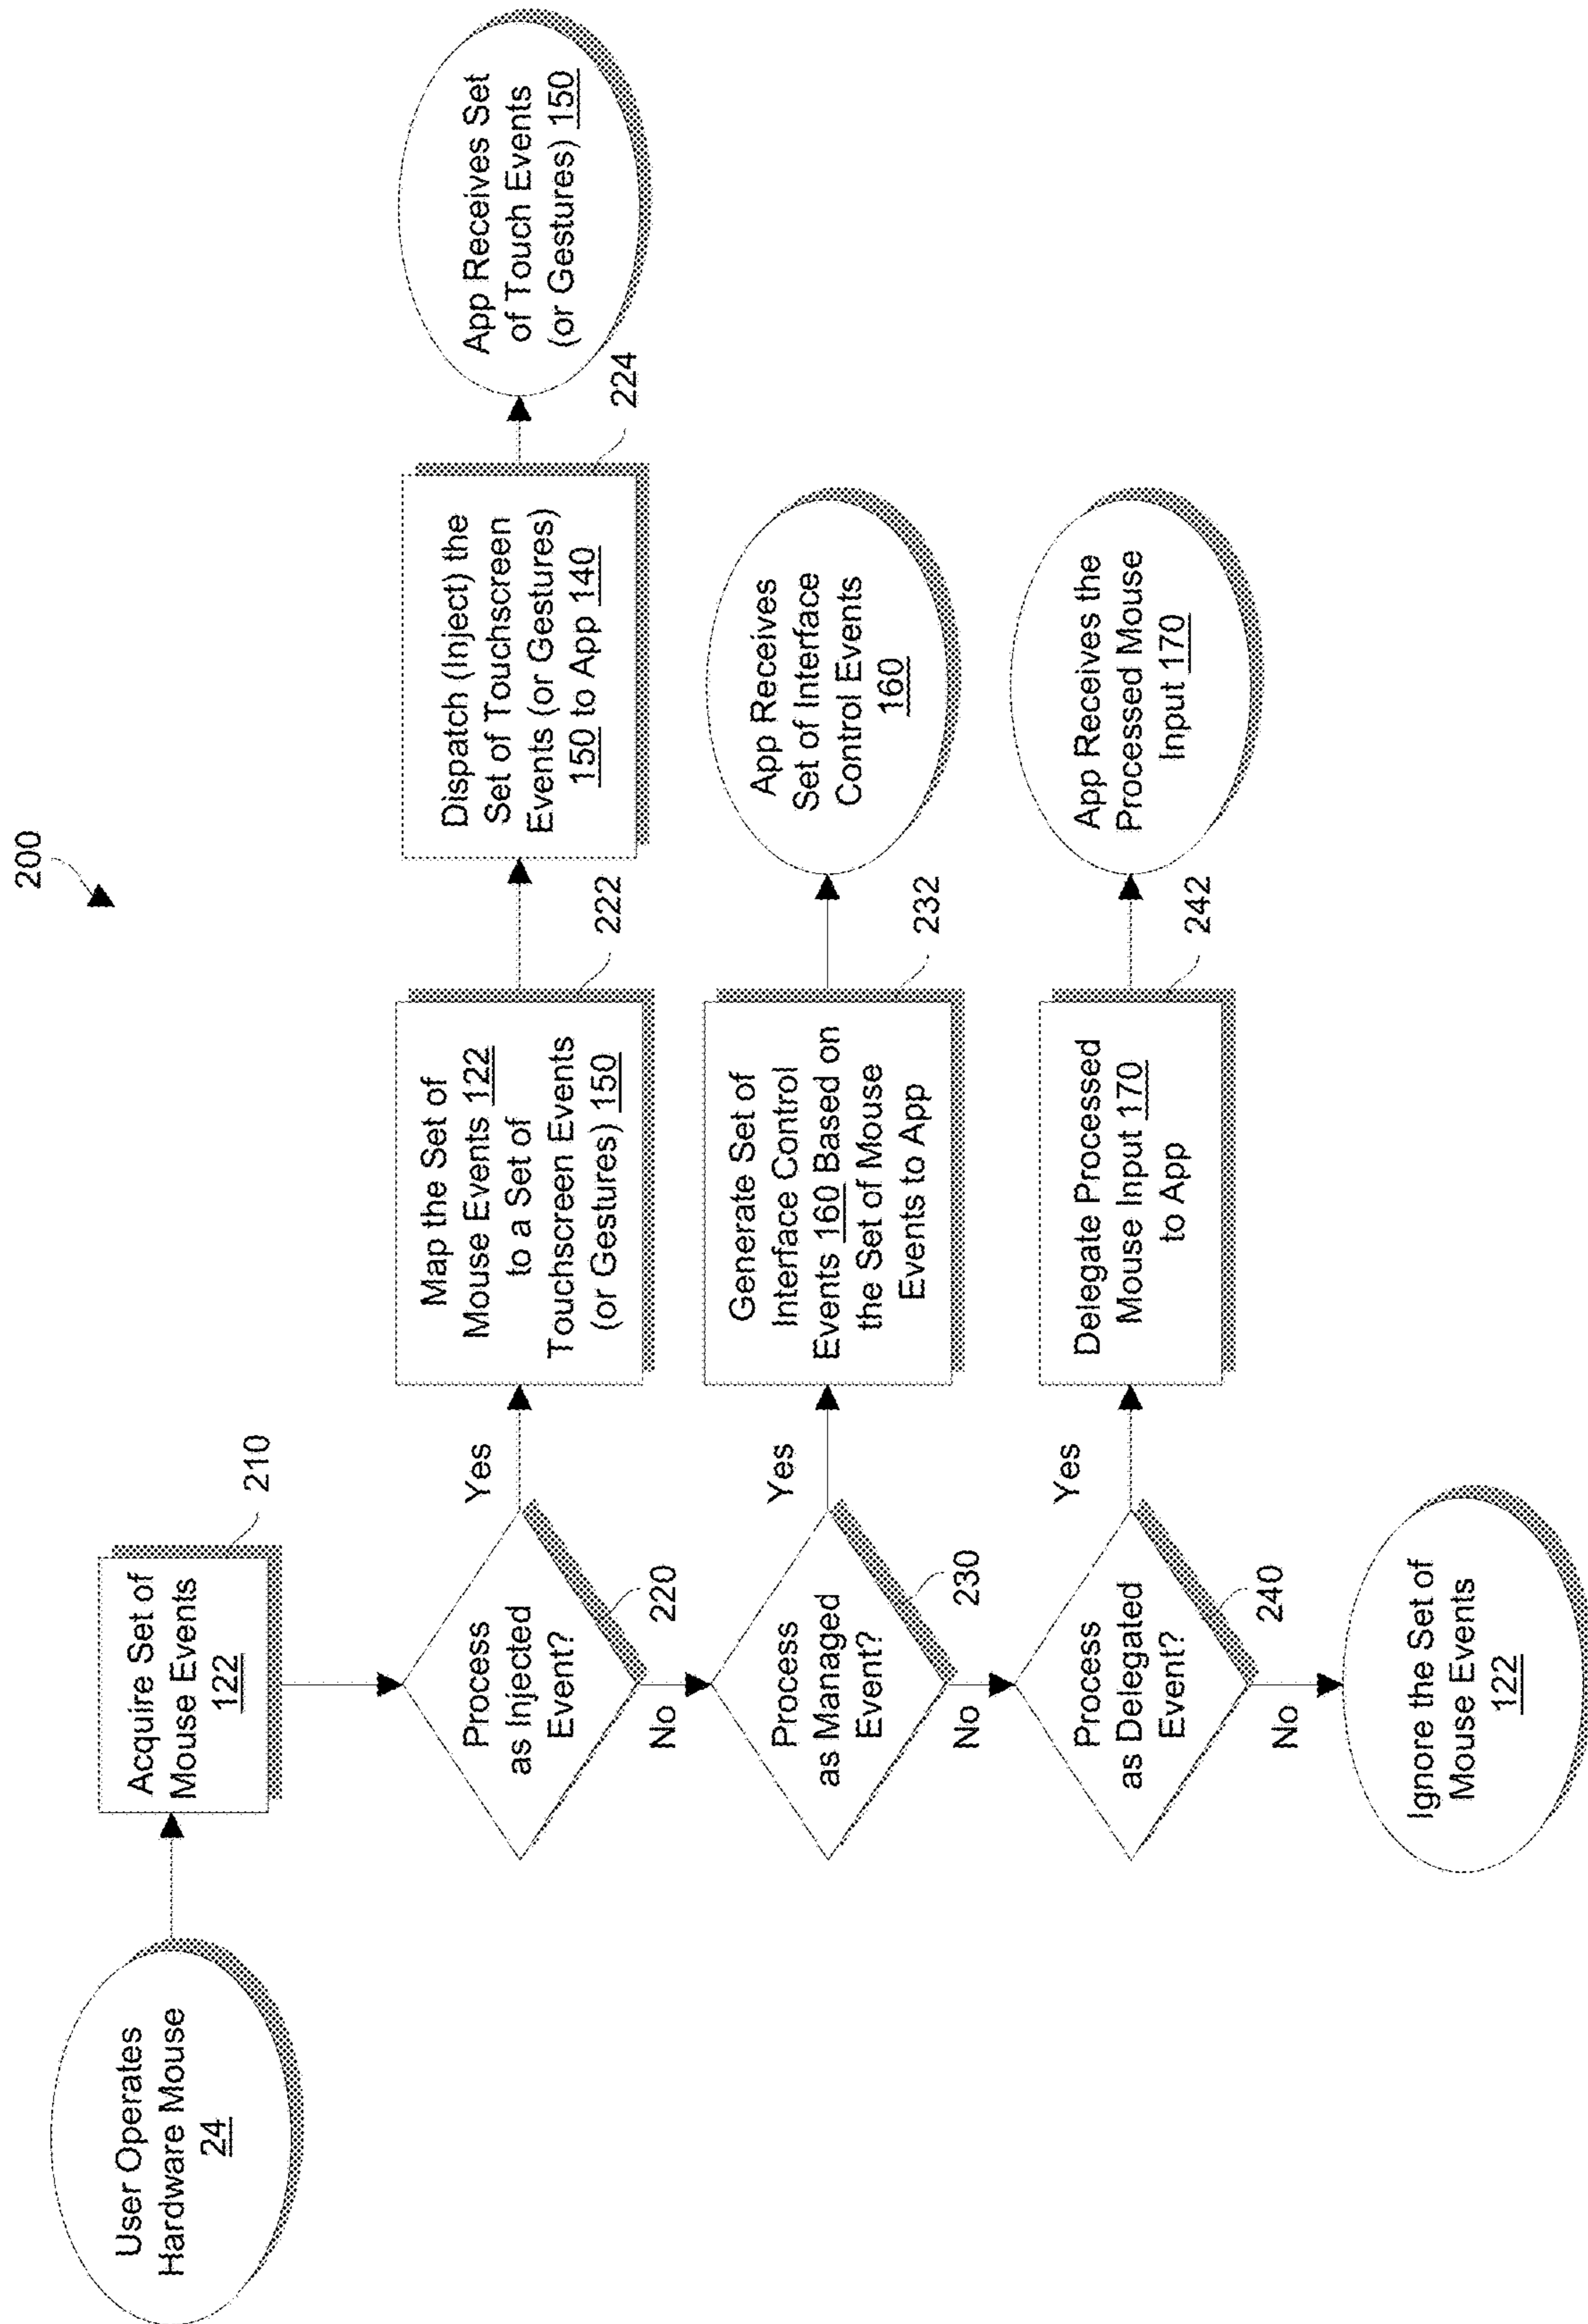 200
User Operates
Hardware Mouse
24
Acquire Set of
Mouse Events
122
210
Process
as Injected
Event?
220
Yes
No
Map the Set of
Mouse Events 122
to a Set of
Touchscreen Events
(or Gestures) 150
222
Dispatch (Inject) the
Set of Touchscreen
Events (or Gestures)
150 to App 140
224
App Receives Set
of Touch Events
(or Gestures) 150
Process
as Managed
Event?
230
Yes
No
Generate Set of
Interface Control
Events 160 Based on
the Set of Mouse
Events to App
232
App Receives
Set of Interface
Control Events
160
Process
as Delegated
Event?
240
Yes
No
Delegate Processed
Mouse Input 170
to App
242
App Receives the
Processed Mouse
Input 170
Ignore the Set of
Mouse Events
122